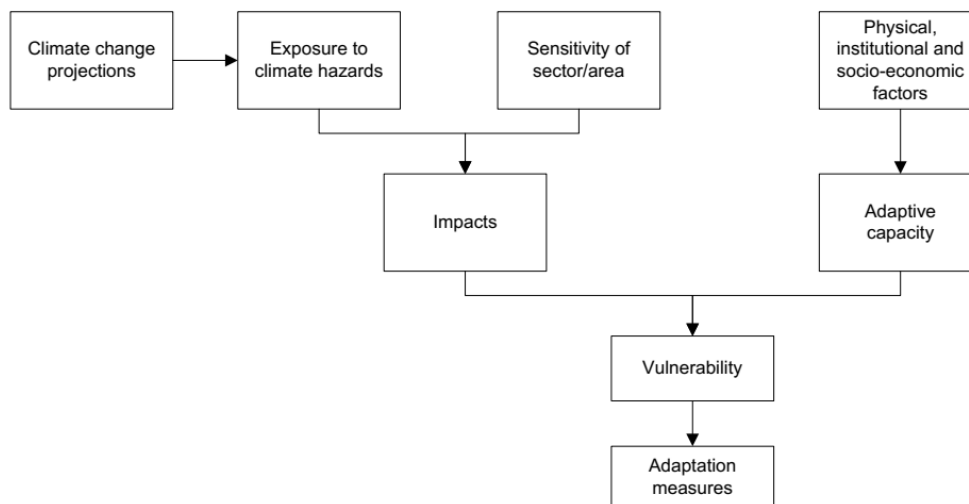 Climate change
projections
Exposure to
climate hazards
Sensitivity of
sector/area
Physical,
institutional and
socio-economic
factors
Impacts
Adaptive
capacity
Vulnerability
Adaptation
measures